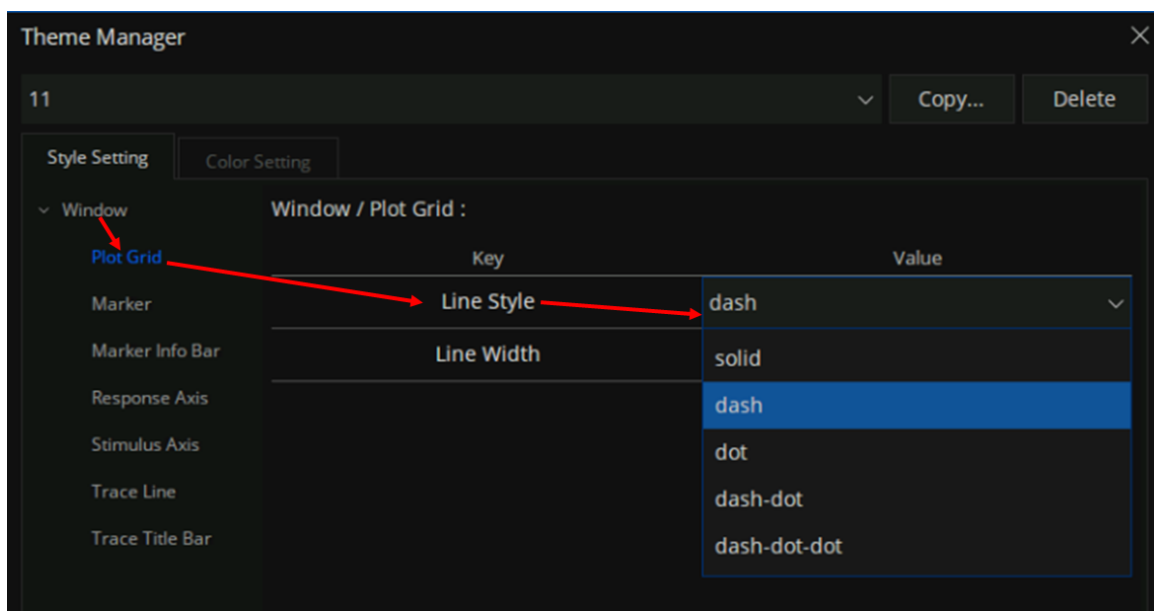 Theme Manager
11
Copy...
Delete
Style Setting
Color Setting
Window
Window / Plot Grid :
Plot Grid
Key
Value
Marker
Line Style
dash
Marker Info Bar
Line Width
solid
Response Axis
dash
Stimulus Axis
dot
Trace Line
dash-dot
Trace Title Bar
dash-dot-dot